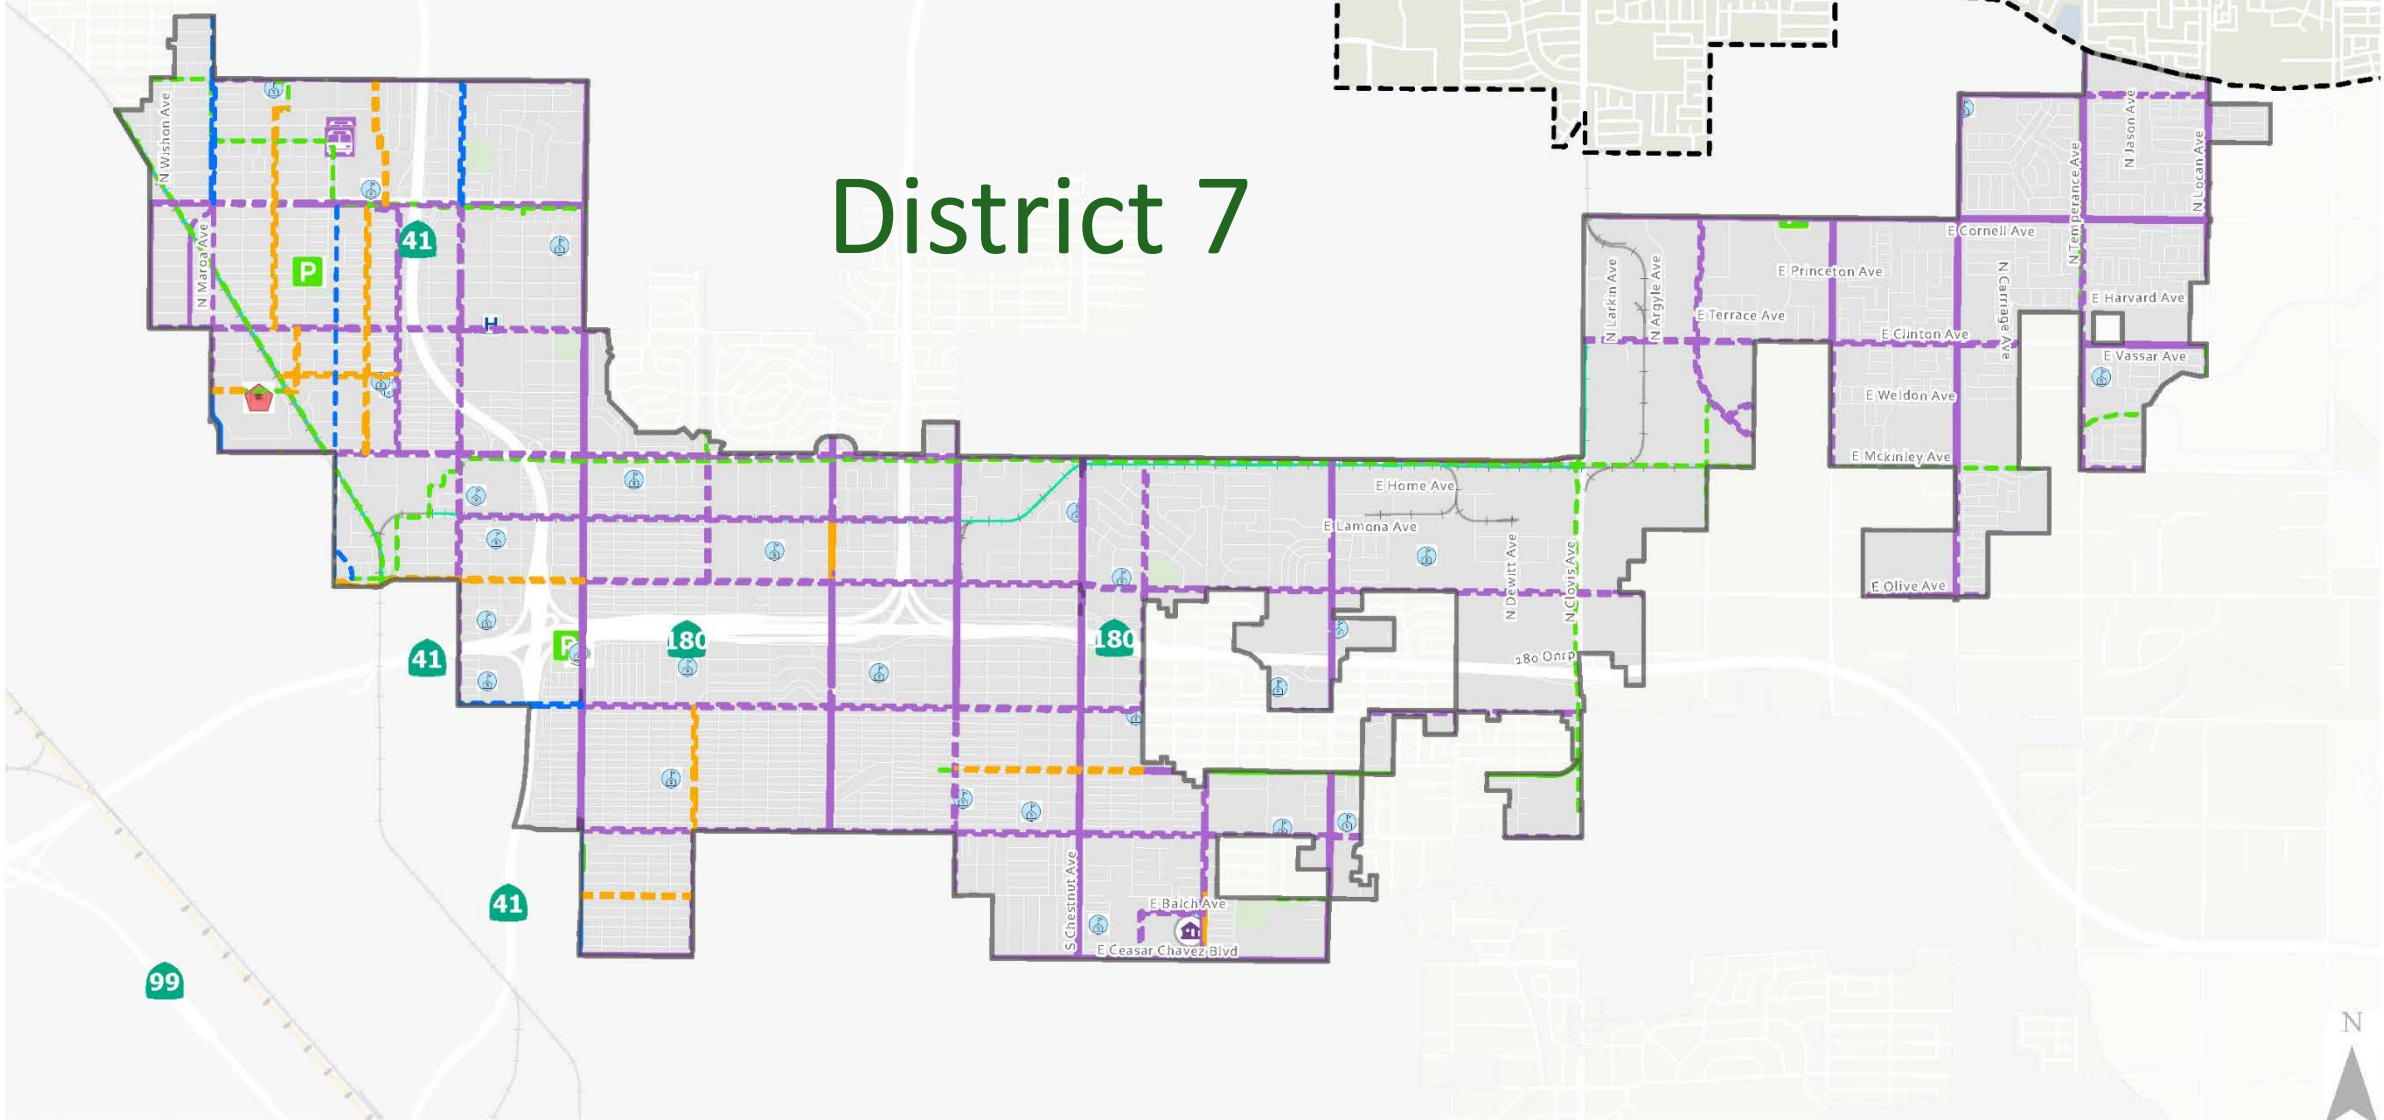 District 7
N Wishon Ave
N Maroa Ave
P
41
H
N Jason Ave
N Locan Ave
N Temperance Ave
E Cornell Ave
E Princeton Ave
N Carriage Ave
E Harvard Ave
N Larkin Ave
N Argyle Ave
E Terrace Ave
E Clinton Ave
E Vassar Ave
E Weldon Ave
E Mckinley Ave
E Home Ave
E Lamona Ave
N Dewitt Ave
N Clovis Ave
E Olive Ave
P
180
180
41
280 Onrp
S Chestnut Ave
E Balch Ave
E Ceasar Chavez Blvd
41
99
N